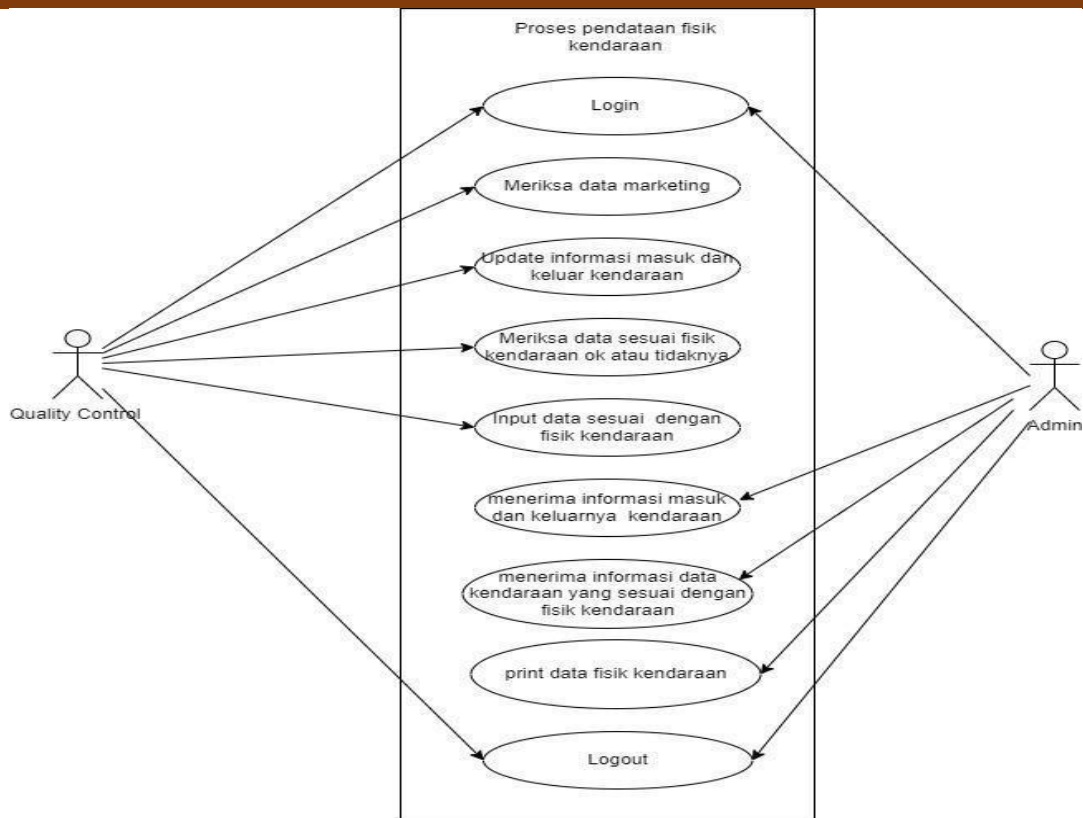 Proses pendataan fisik
kendaraan
Login
Meriksa data marketing
Update informasi masuk dan
keluar kendaraan
Meriksa data sesuai fisik
kendaraan ok atau tidaknya
Quality Control
Input data sesuai dengan
fisik kendaraan
Admin
menerima informasi masuk
dan keluarnya kendaraan
menerima informasi data
kendaraan yang sesuai dengan
fisik kendaraan
print data fisik kendaraan
Logout